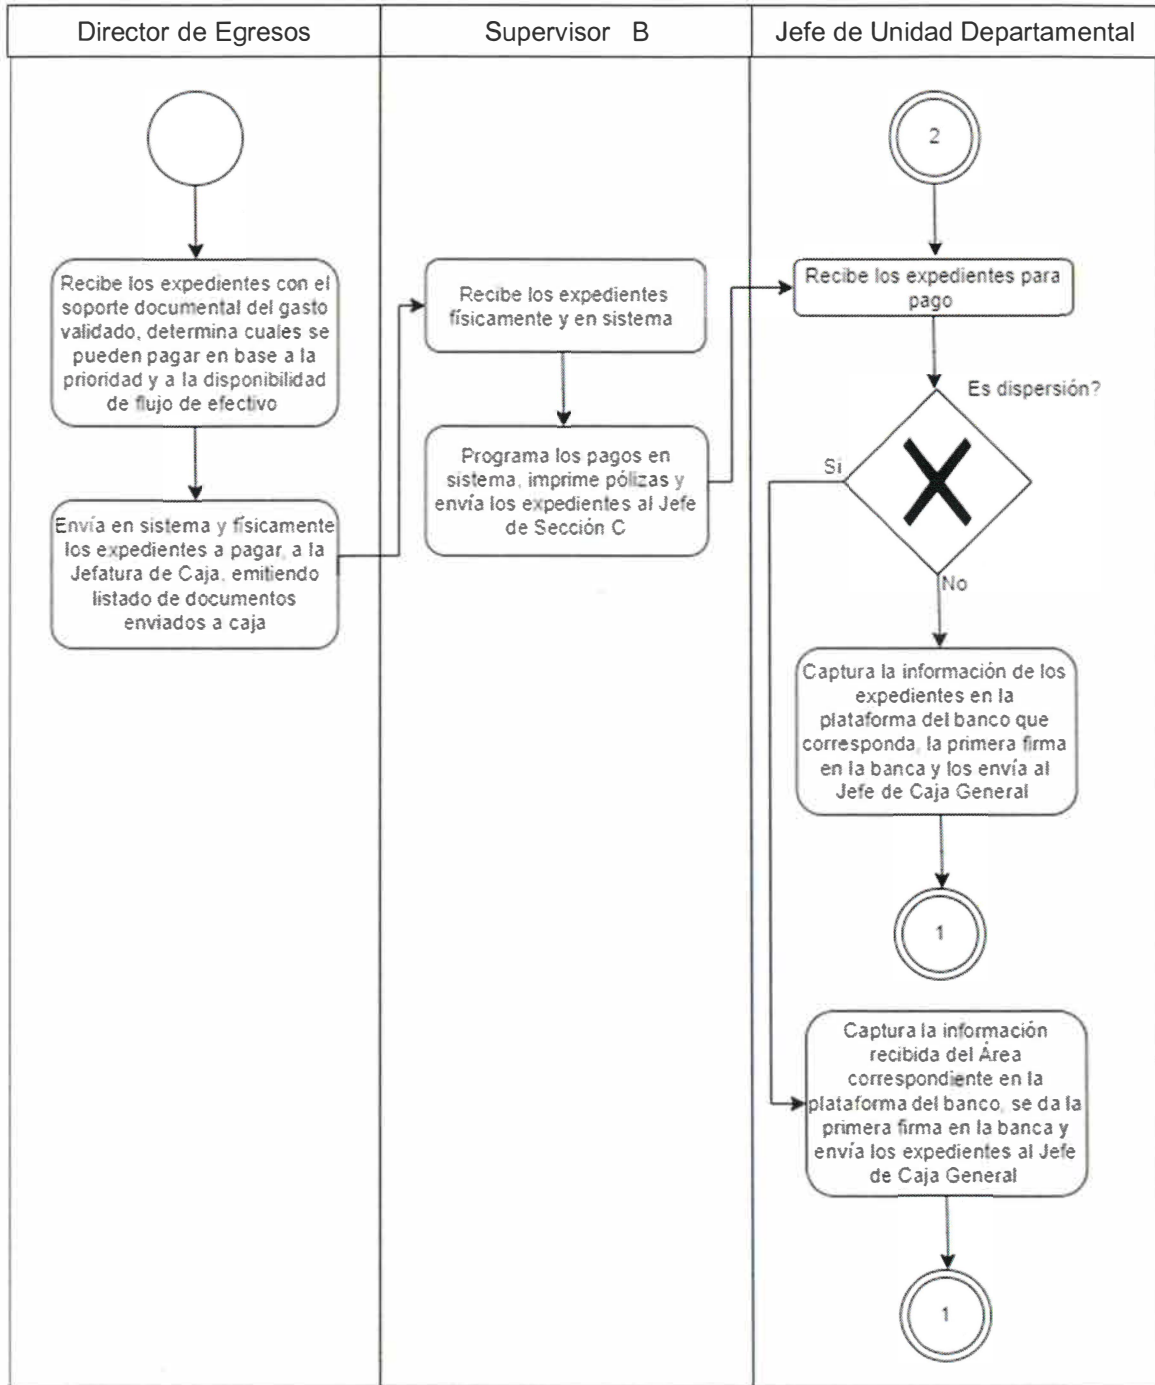 Director de Egresos
Supervisor B
Jefe de Unidad Departamental
Recibe los expedientes con el
soporte documental del gasto
validado, determina cuales se
pueden pagar en base a la
prioridad y a la disponibilidad
de flujo de efectivo
Envía en sistema y físicamente
los expedientes a pagar, a la
Jefatura de Caja, emitiendo
listado de documentos
enviados a caja
Recibe los expedientes
físicamente y en sistema
Programa los pagos en
sistema, imprime pólizas y
envía los expedientes al Jefe
de Sección C
2
Recibe los expedientes para
pago
Es dispersión?
Si
No
Captura la información de los
expedientes en la
plataforma del banco que
corresponda, la primera firma
en la banca y los envía al
Jefe de Caja General
1
Captura la información
recibida del Área
correspondiente en la
plataforma del banco, se da la
primera firma en la banca y
envía los expedientes al Jefe
de Caja General
1